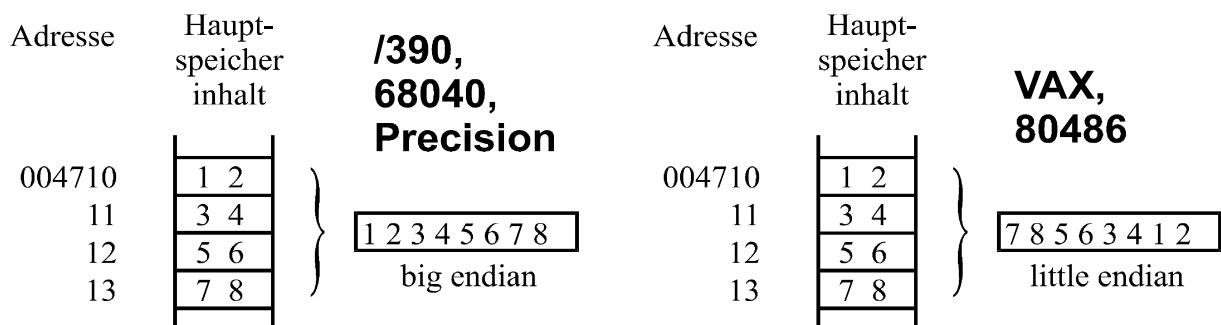 Adresse
Haupt-
speicher
inhalt
/390,
68040,
Precision
004710
1 2
11
3 4
12
5 6
13
7 8
1 2 3 4 5 6 7 8
big endian
Adresse
Haupt-
speicher
inhalt
VAX,
80486
004710
1 2
11
3 4
12
5 6
13
7 8
7 8 5 6 3 4 1 2
little endian